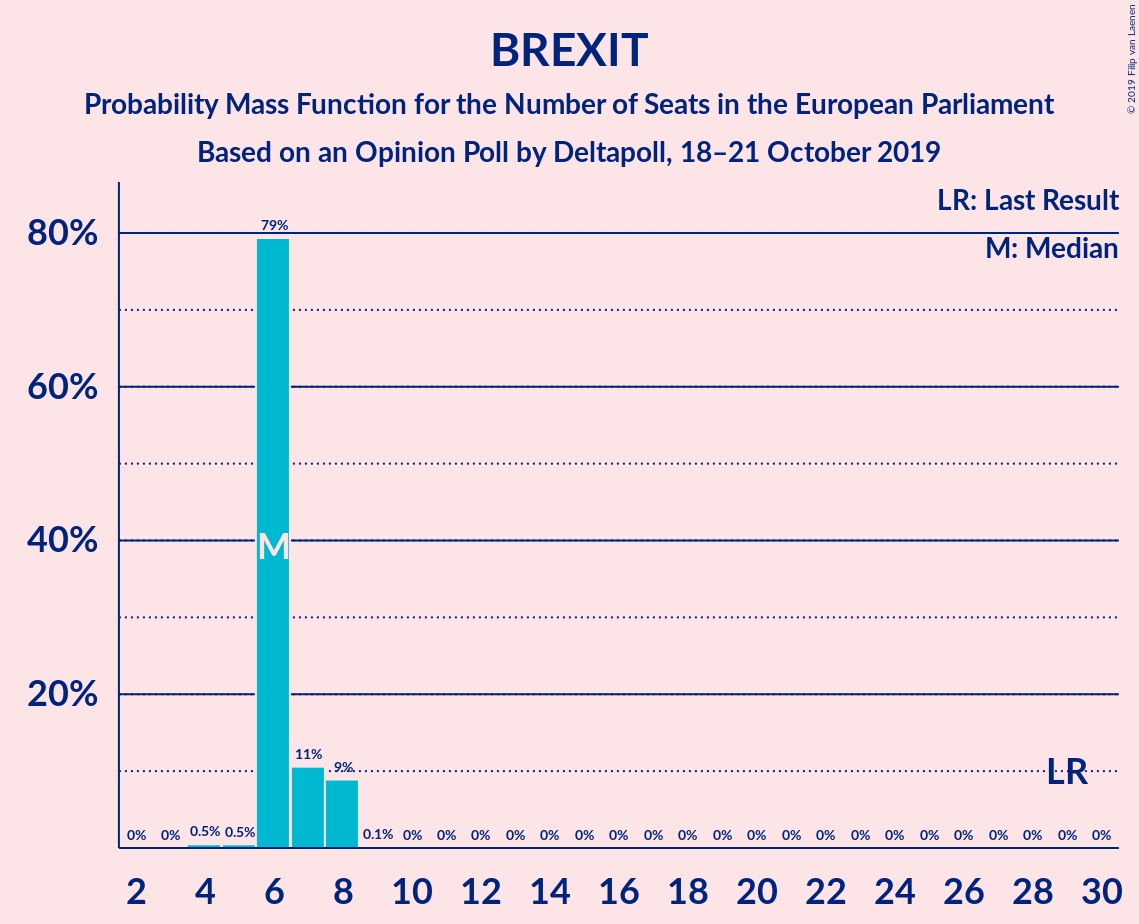 BREXIT
Probability Mass Function for the Number of Seats in the European Parliament
Based on an Opinion Poll by Deltapoll, 18–21 October 2019
© 2019 Filip van Laenen
LR: Last Result
M: Median
80%
60%
40%
20%
79%
M
11%
9%
LR
0% 0% 0.5% 0.5% 0.1% 0% 0% 0% 0% 0% 0% 0% 0% 0% 0% 0% 0% 0% 0% 0% 0% 0% 0% 0% 0% 0%
2 4 6 8 10 12 14 16 18 20 22 24 26 28 30